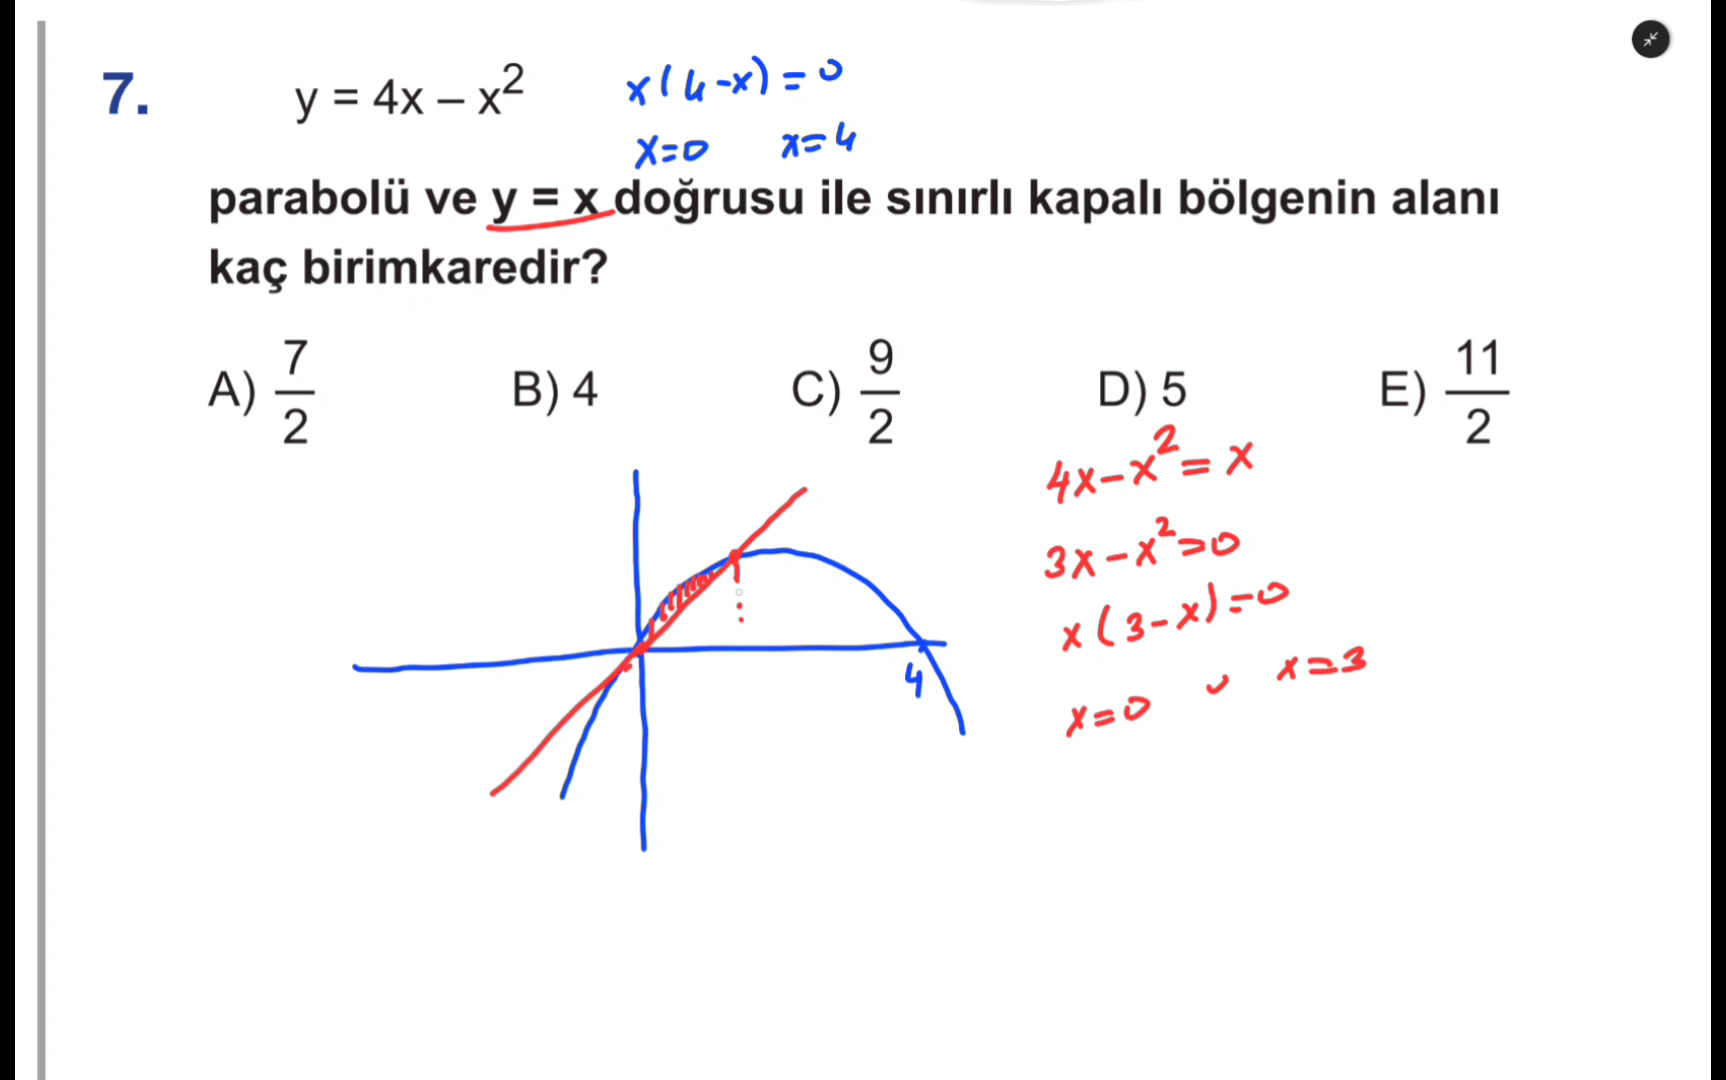 7. y = 4x – x² x(4-x)=0
x=0 x=4
parabolü ve y = x doğrusu ile sınırlı kapalı bölgenin alanı
kaç birimkaredir?
A) 7/2 B) 4 C) 9/2 D) 5 E) 11/2
4x-x²=x
3x-x²=0
x(3-x)=0
x=0 x=3
4